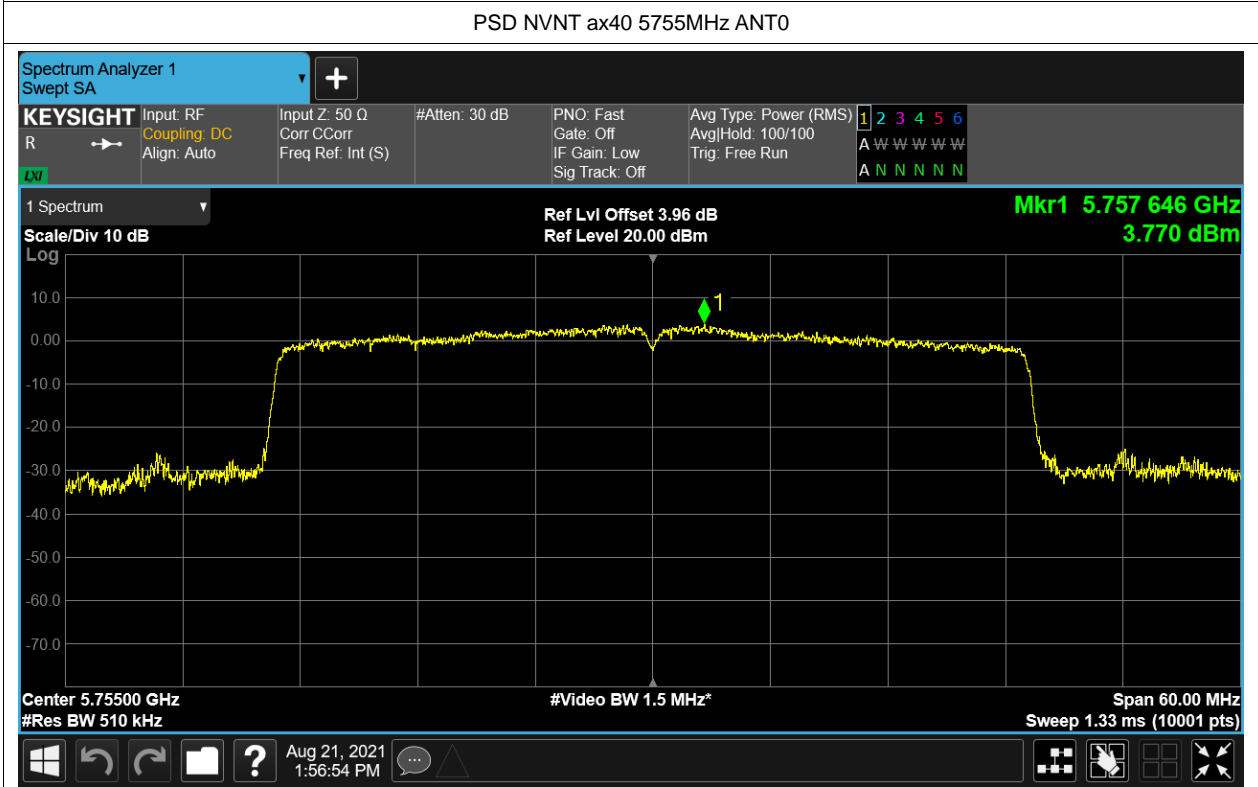 PSD NVNT ax40 5755MHz ANT0
Spectrum Analyzer 1
Swept SA
KEYSIGHT
R
LXI
Input: RF
Coupling: DC
Align: Auto
Input Z: 50 Ω
Corr CCorr
Freq Ref: Int (S)
#Atten: 30 dB
PNO: Fast
Gate: Off
IF Gain: Low
Sig Track: Off
Avg Type: Power (RMS)
Avg|Hold: 100/100
Trig: Free Run
1 2 3 4 5 6
A W W W W W
A N N N N N
1 Spectrum
Scale/Div 10 dB
Log
Ref Lvl Offset 3.96 dB
Ref Level 20.00 dBm
Mkr1 5.757 646 GHz
3.770 dBm
1
10.0
0.00
-10.0
-20.0
-30.0
-40.0
-50.0
-60.0
-70.0
Center 5.75500 GHz
#Res BW 510 kHz
#Video BW 1.5 MHz*
Span 60.00 MHz
Sweep 1.33 ms (10001 pts)
?
Aug 21, 2021
1:56:54 PM